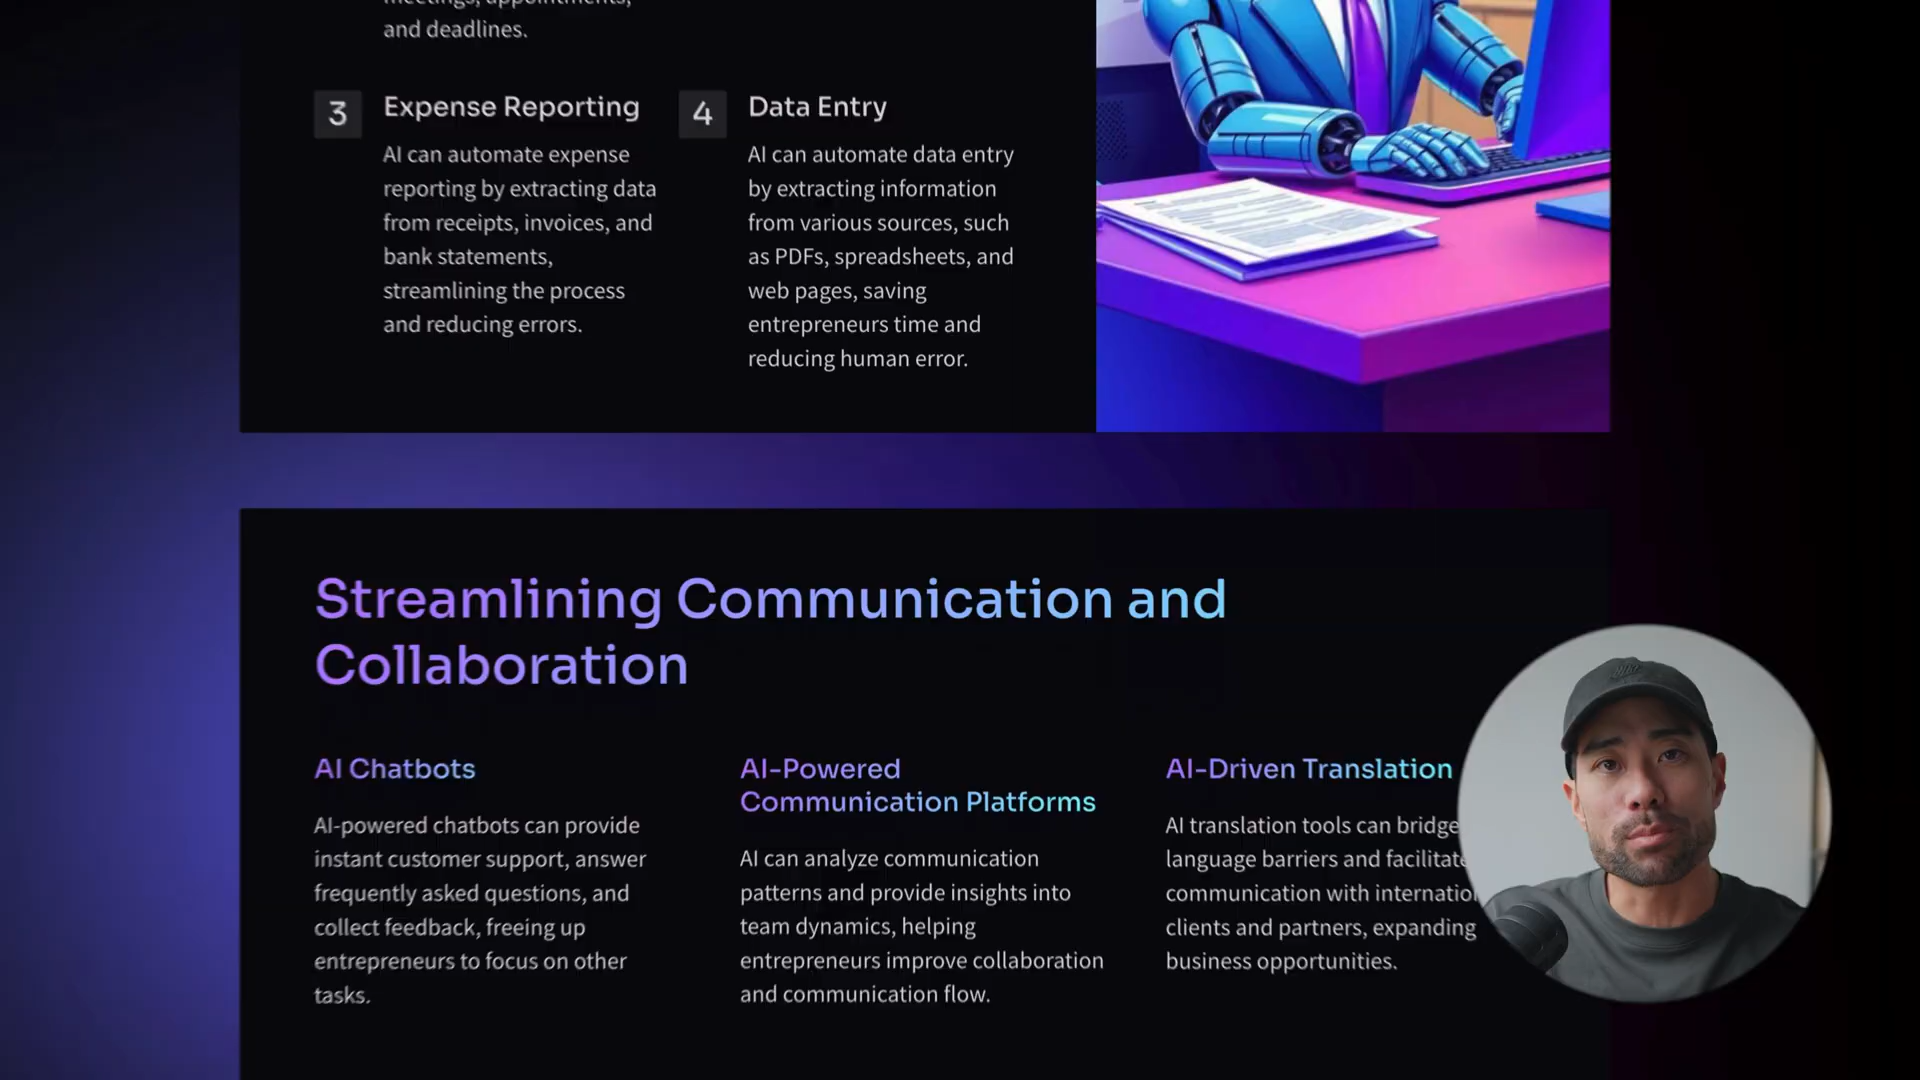 meetings, appointments,
and deadlines.
3
Expense Reporting
AI can automate expense
reporting by extracting data
from receipts, invoices, and
bank statements,
streamlining the process
and reducing errors.
4
Data Entry
AI can automate data entry
by extracting information
from various sources, such
as PDFs, spreadsheets, and
web pages, saving
entrepreneurs time and
reducing human error.
Streamlining Communication and
Collaboration
AI Chatbots
AI-powered chatbots can provide
instant customer support, answer
frequently asked questions, and
collect feedback, freeing up
entrepreneurs to focus on other
tasks.
AI-Powered
Communication Platforms
AI can analyze communication
patterns and provide insights into
team dynamics, helping
entrepreneurs improve collaboration
and communication flow.
AI-Driven Translation
AI translation tools can bridge
language barriers and facilitate
communication with internation
clients and partners, expanding
business opportunities.